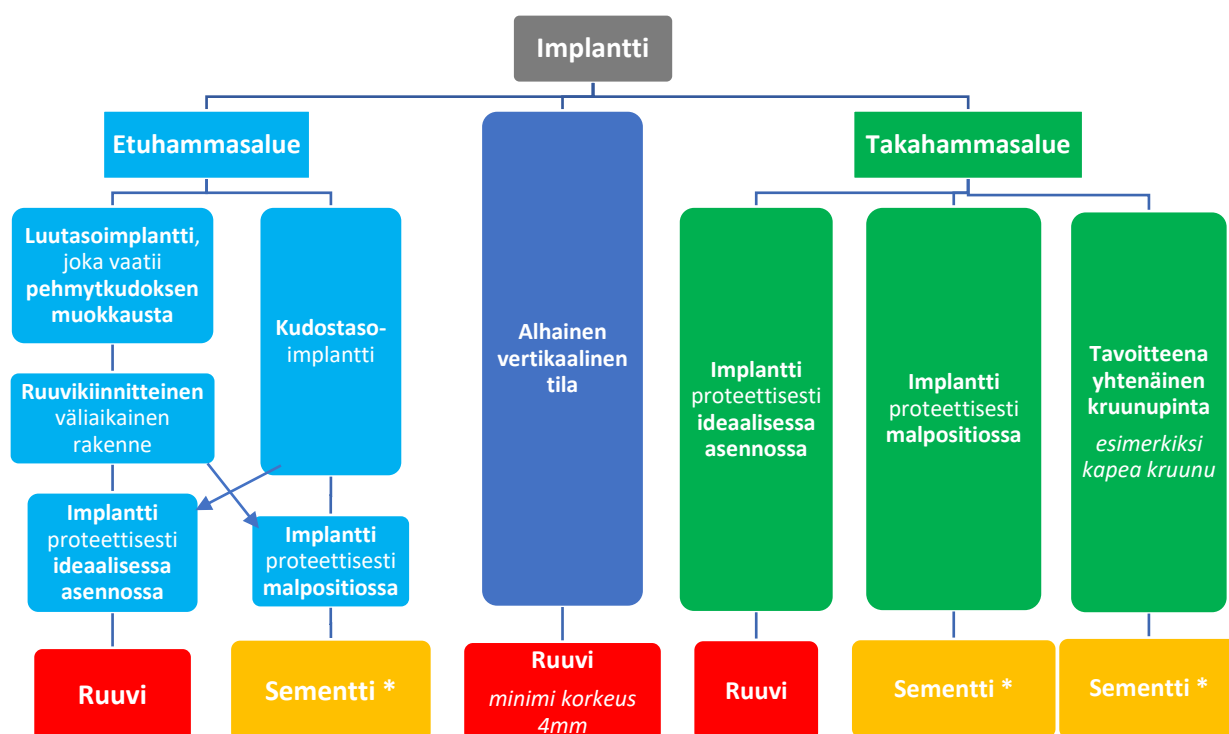 Implantti
Etuhammasalue
Takahammasalue
Luutasoimplantti,
joka vaatii
pehmytkudoksen
muokkausta
Kudostaso-
implantti
Ruuvikiinnitteinen
väliaikainen
rakenne
Implantti
proteettisesti
ideaalisessa
asennossa
Implantti
proteettisesti
malpositiossa
Alhainen
vertikaalinen
tila
Implantti
proteettisesti
ideaalisessa
asennossa
Implantti
proteettisesti
malpositiossa
Tavoitteena
yhtenäinen
kruunupinta
esimerkiksi
kapea kruunu
Ruuvi
Sementti *
Ruuvi
minimi korkeus
4mm
Ruuvi
Sementti *
Sementti *